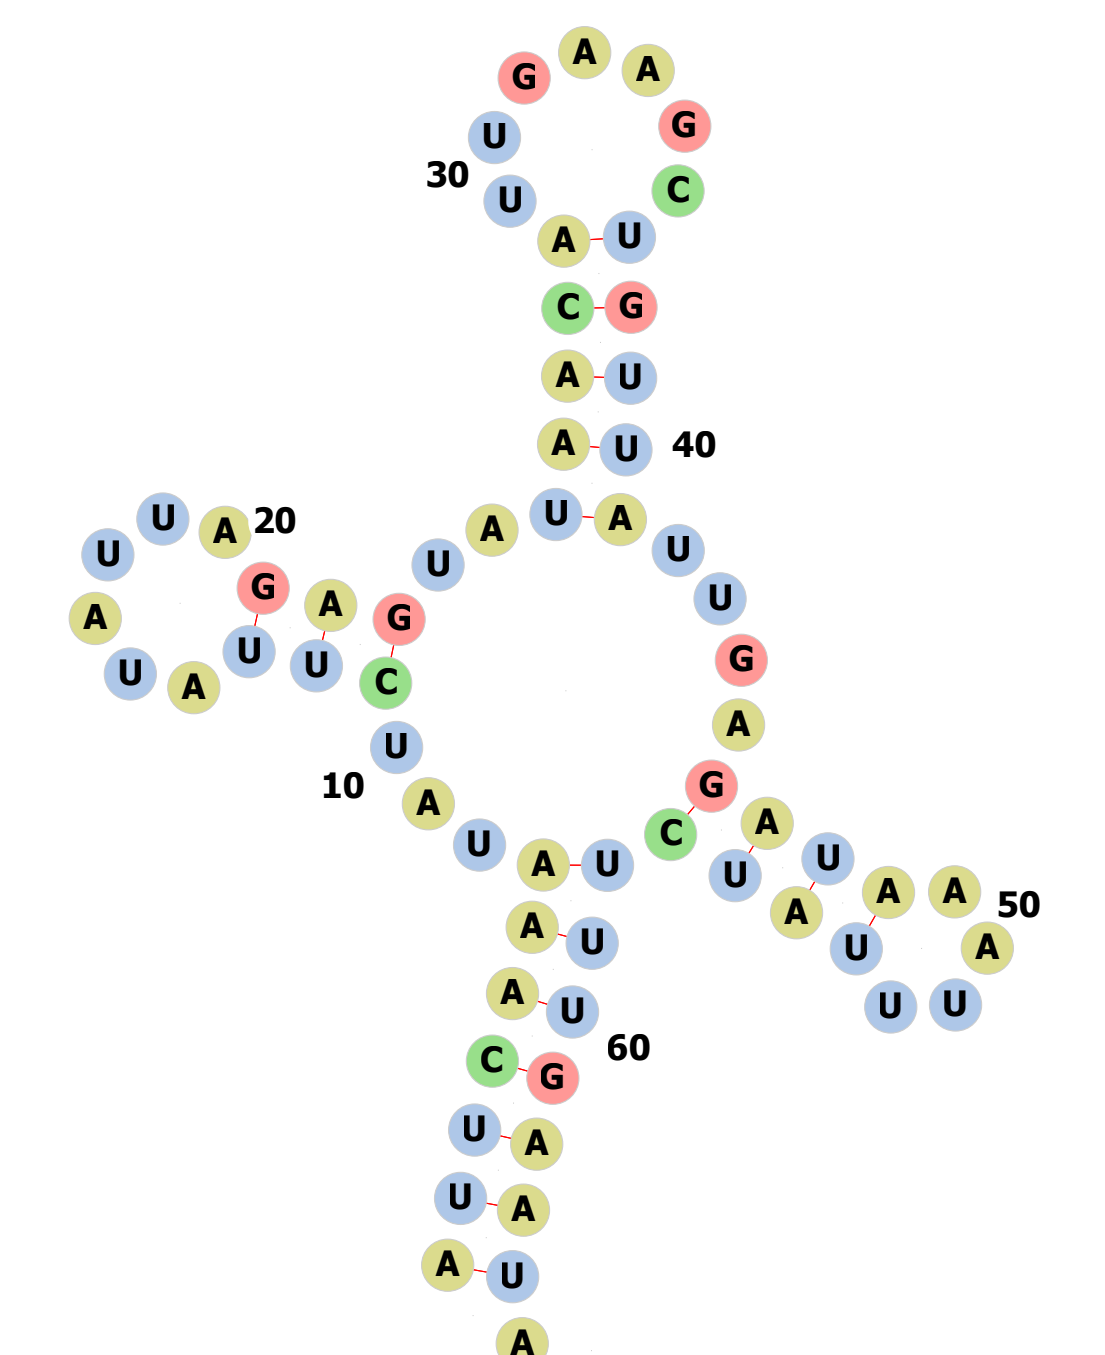 G A A
U G
30 U C
A U
C G
A U
A U 40
U A 20 U A U A U
U G A G U
A U U C G
U A U A
10 A G A
U A U C U U A A 50
A U A U A
A U U U
C G 60
U A
U A
A U
A